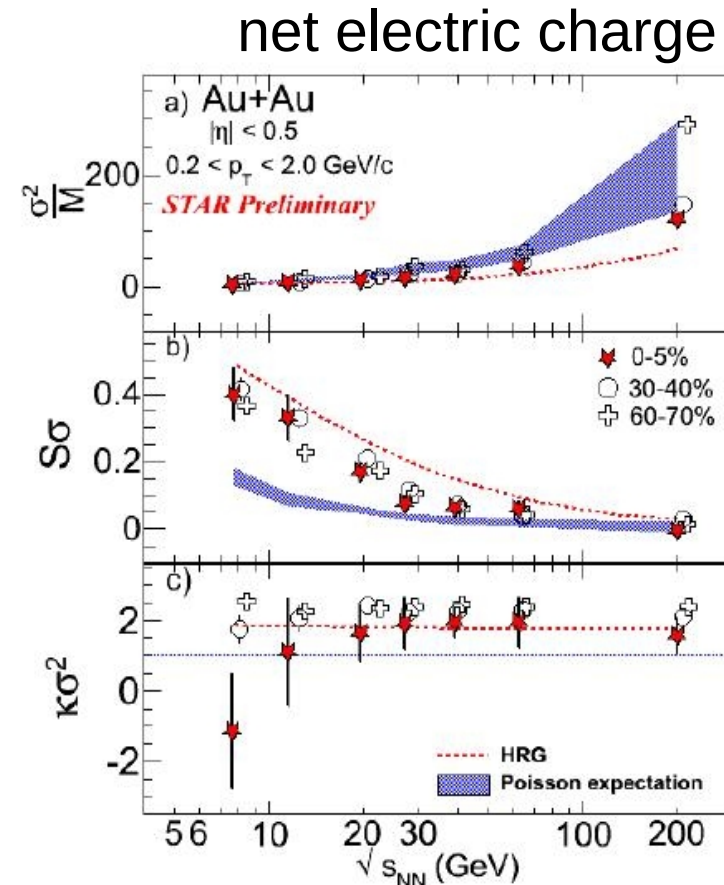 net electric charge
a) Au+Au
|η| < 0.5
0.2 < p_T < 2.0 GeV/c
STAR Preliminary
σ²/M
200
0
b)
0-5%
30-40%
60-70%
Sσ
0.4
0.2
0
c)
κσ²
2
0
-2
HRG
Poisson expectation
5 6 10 20 30 100 200
√s_NN (GeV)